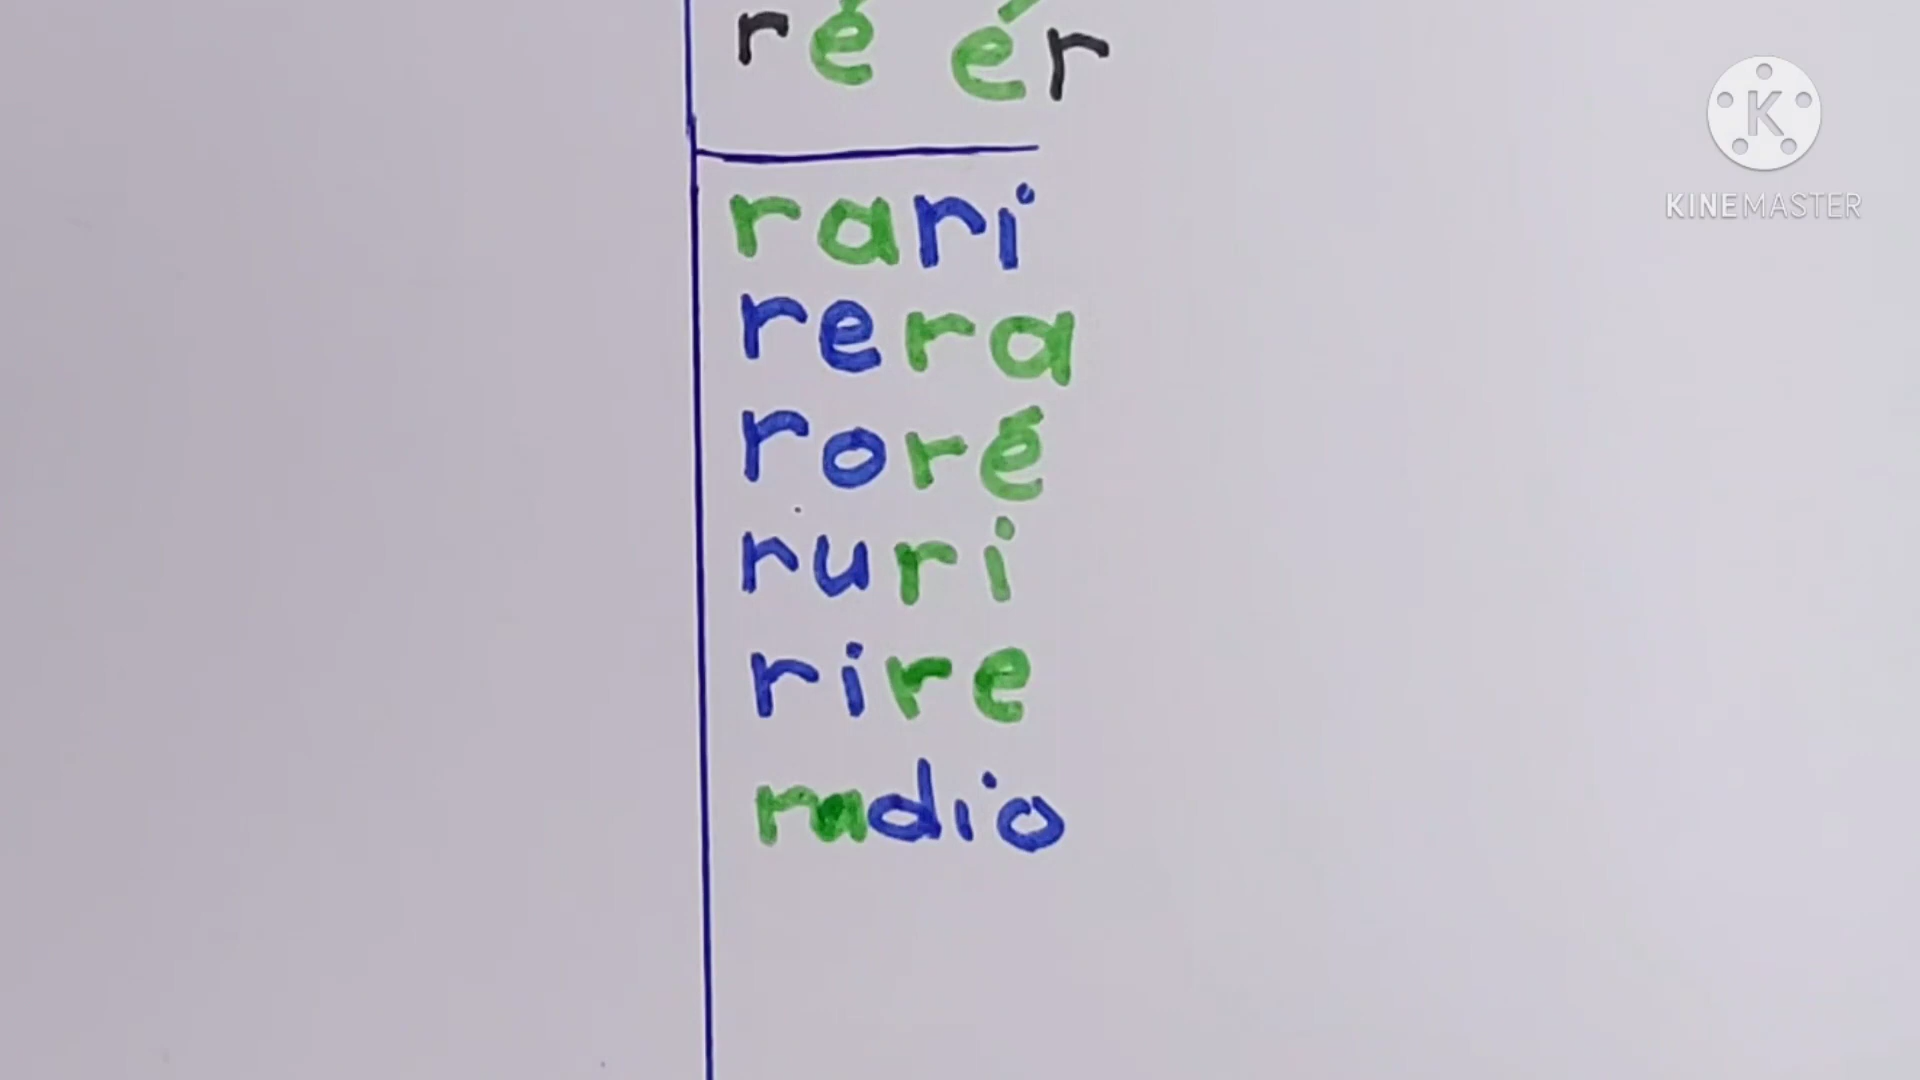 ré ér
rari
rera
roré
ruri
rire
radio
K
KINEMASTER